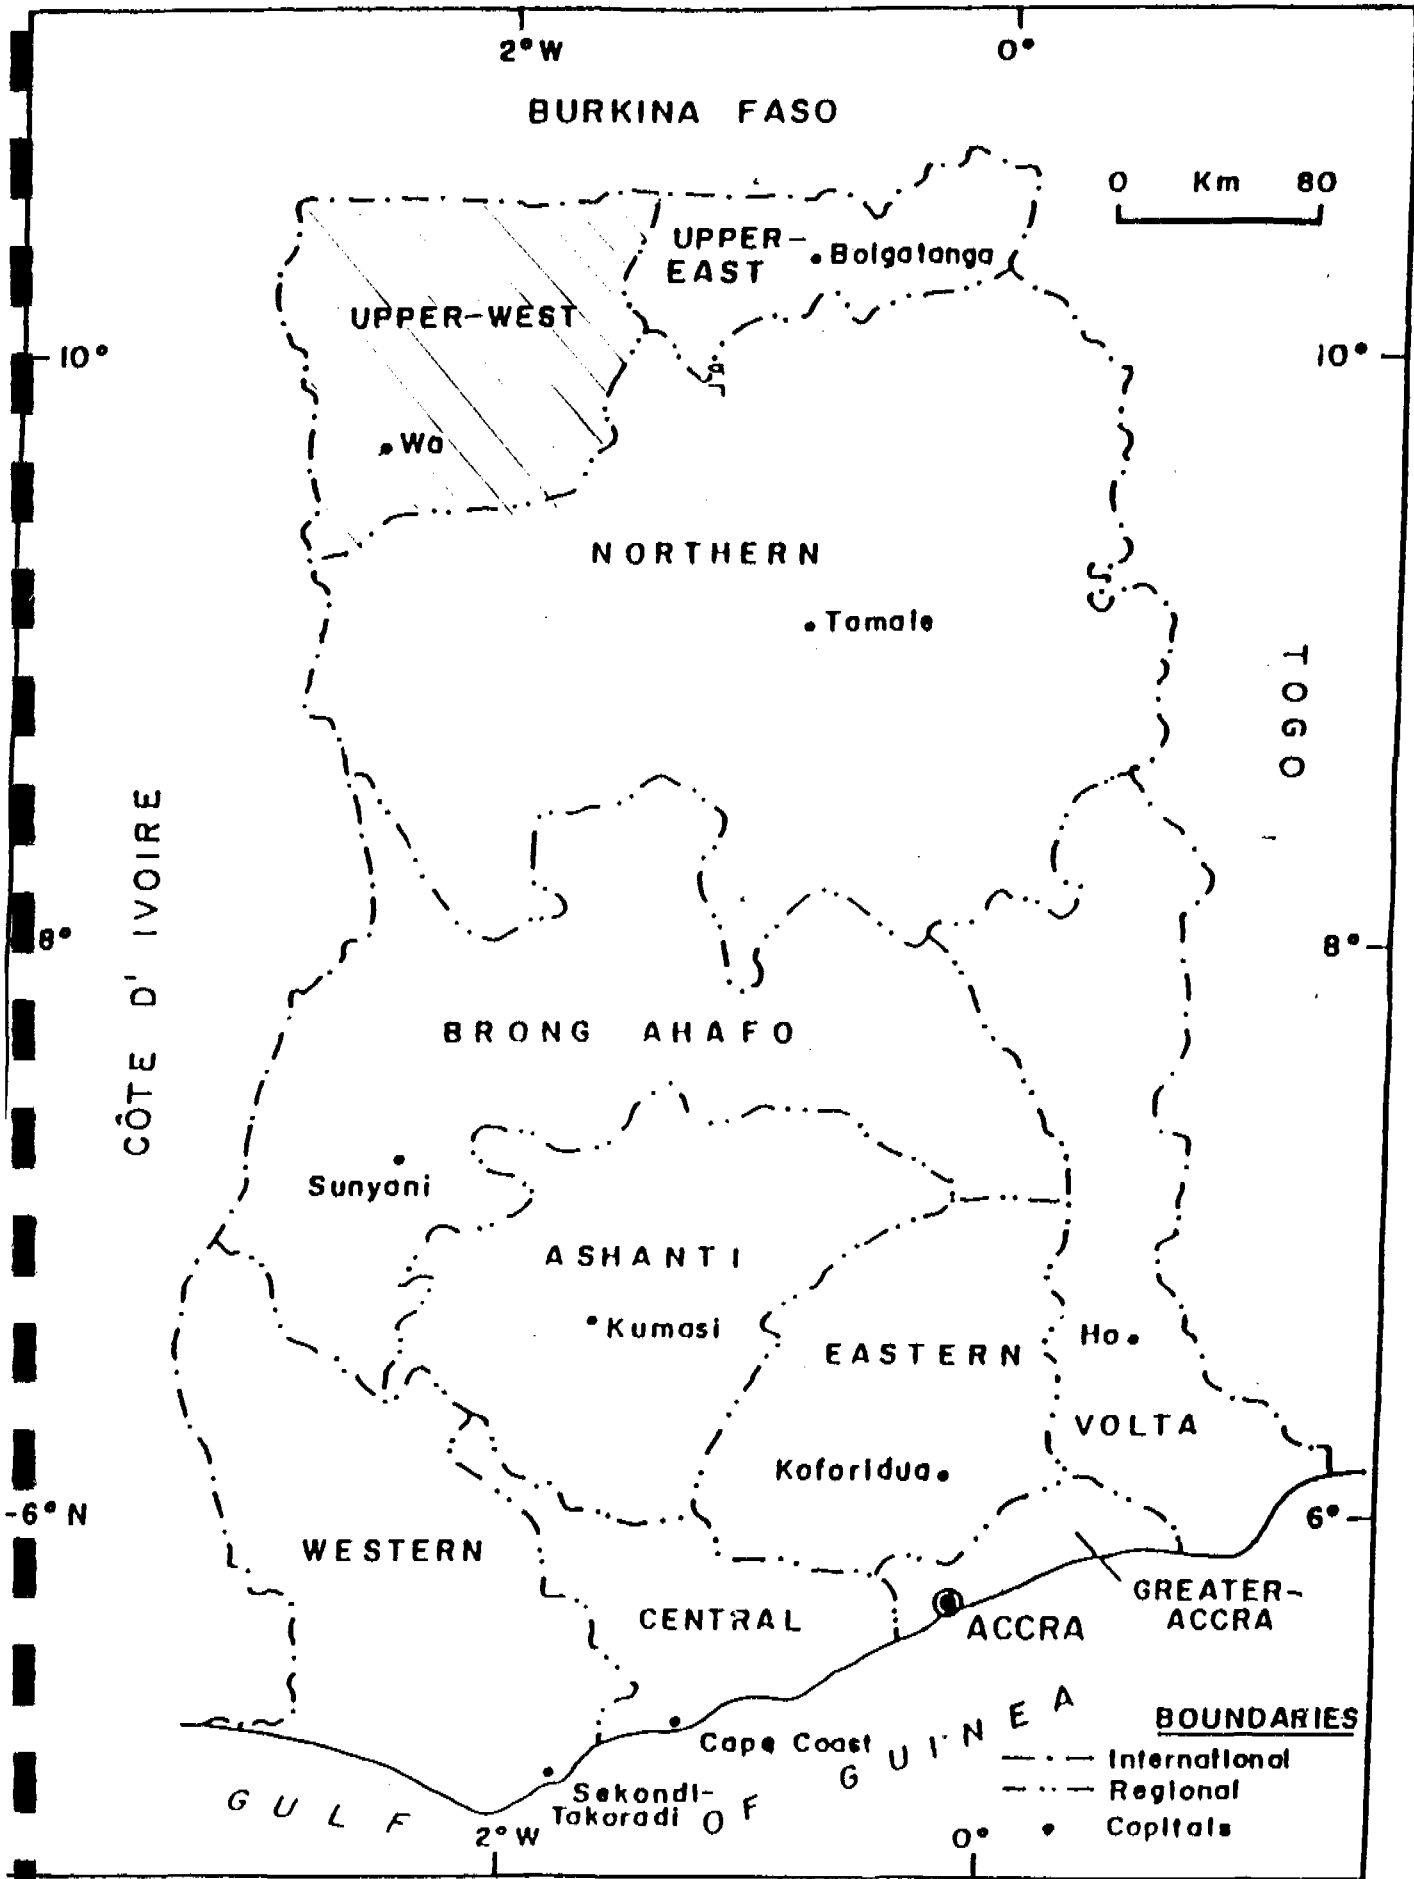 2°W
0°
BURKINA FASO
0 Km 80
UPPER-
EAST
Bolgatanga
UPPER-WEST
10°
10°
Wa
NORTHERN
Tamale
TOGO
CÔTE D' IVOIRE
8°
8°
BRONG AHAFO
Sunyani
ASHANTI
Kumasi
EASTERN
Ho
VOLTA
Koforidua
-6° N
6°
WESTERN
GREATER-
ACCRA
CENTRAL
ACCRA
Cape Coast
Sekondi-
Takoradi
GULF OF GUINEA
BOUNDARIES
International
Regional
Capitals
2° W
0°